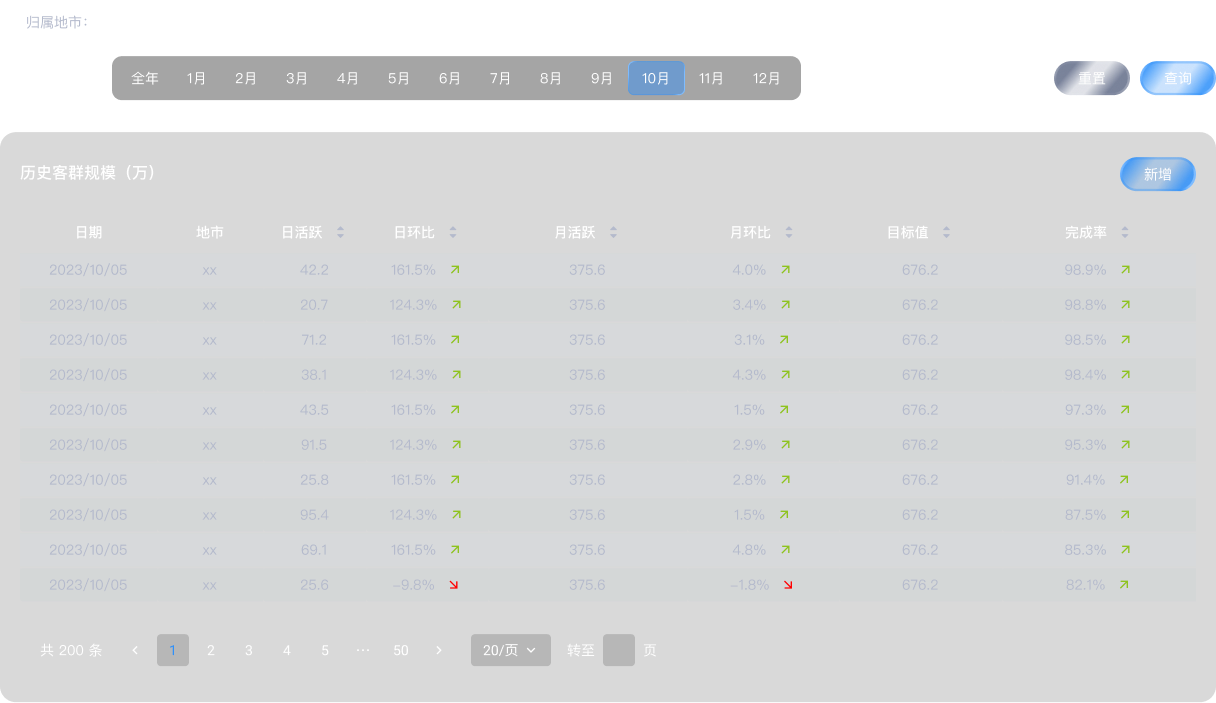 归属地市：
全年 1月 2月 3月 4月 5月 6月 7月 8月 9月 10月 11月 12月 重置 查询
历史客群规模（万） 新增
日期 地市 日活跃 日环比 月活跃 月环比 目标值 完成率
2023/10/05 xx 42.2 161.5% 375.6 4.0% 676.2 98.9%
2023/10/05 xx 20.7 124.3% 375.6 3.4% 676.2 98.8%
2023/10/05 xx 71.2 161.5% 375.6 3.1% 676.2 98.5%
2023/10/05 xx 38.1 124.3% 375.6 4.3% 676.2 98.4%
2023/10/05 xx 43.5 161.5% 375.6 1.5% 676.2 97.3%
2023/10/05 xx 91.5 124.3% 375.6 2.9% 676.2 95.3%
2023/10/05 xx 25.8 161.5% 375.6 2.8% 676.2 91.4%
2023/10/05 xx 95.4 124.3% 375.6 1.5% 676.2 87.5%
2023/10/05 xx 69.1 161.5% 375.6 4.8% 676.2 85.3%
2023/10/05 xx 25.6 -9.8% 375.6 -1.8% 676.2 82.1%
共 200 条 1 2 3 4 5 ··· 50 20/页 转至 页